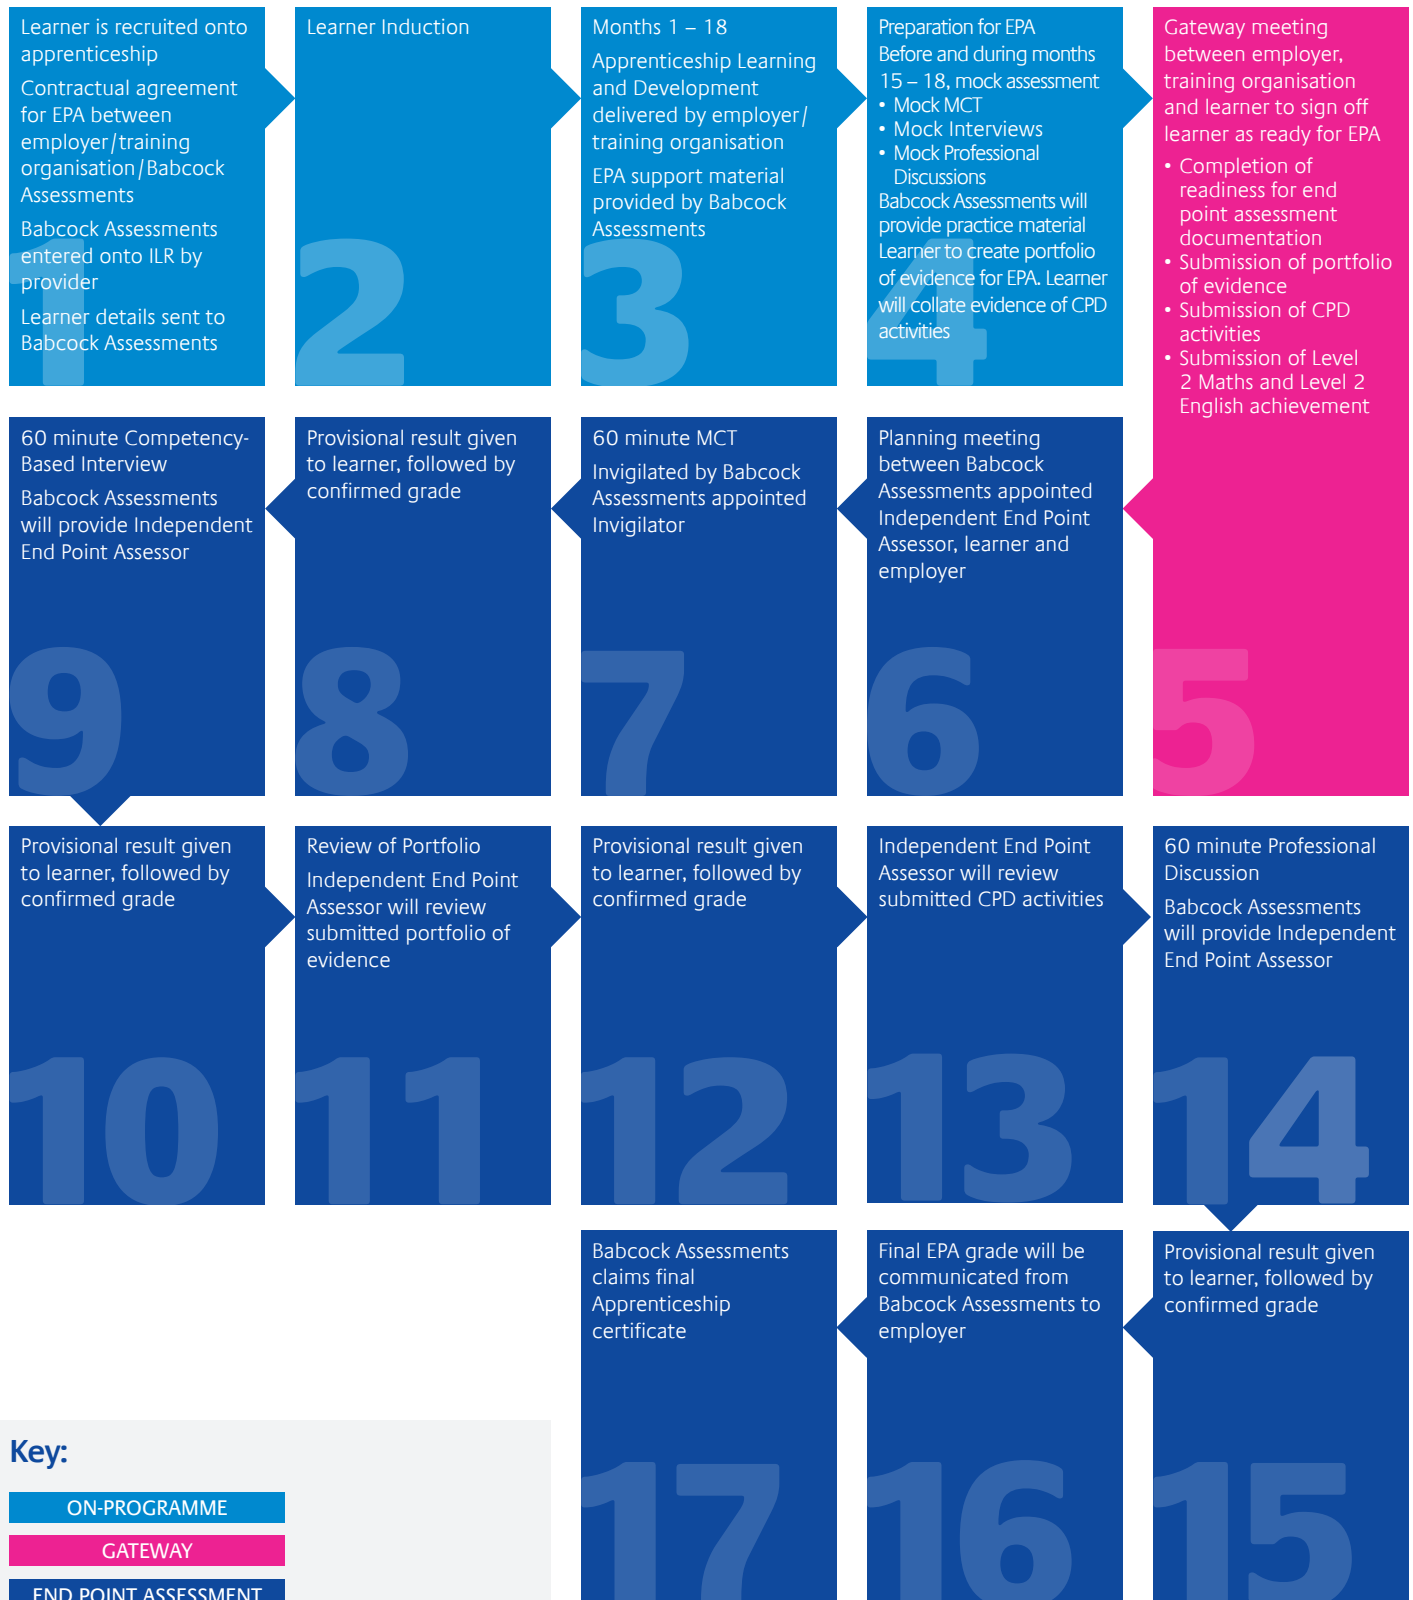 Learner is recruited onto
apprenticeship
Contractual agreement
for EPA between
employer/training
organisation/Babcock
Assessments
Babcock Assessments
entered onto ILR by
provider
Learner details sent to
Babcock Assessments
1
Learner Induction
2
Months 1 – 18
Apprenticeship Learning
and Development
delivered by employer/
training organisation
EPA support material
provided by Babcock
Assessments
3
Preparation for EPA
Before and during months
15 – 18, mock assessment
• Mock MCT
• Mock Interviews
• Mock Professional
Discussions
Babcock Assessments will
provide practice material
Learner to create portfolio
of evidence for EPA. Learner
will collate evidence of CPD
activities
4
Gateway meeting
between employer,
training organisation
and learner to sign off
learner as ready for EPA
• Completion of
readiness for end
point assessment
documentation
• Submission of portfolio
of evidence
• Submission of CPD
activities
• Submission of Level
2 Maths and Level 2
English achievement
5
Planning meeting
between Babcock
Assessments appointed
Independent End Point
Assessor, learner and
employer
6
60 minute MCT
Invigilated by Babcock
Assessments appointed
Invigilator
7
Provisional result given
to learner, followed by
confirmed grade
8
60 minute Competency-
Based Interview
Babcock Assessments
will provide Independent
End Point Assessor
9
Provisional result given
to learner, followed by
confirmed grade
10
Review of Portfolio
Independent End Point
Assessor will review
submitted portfolio of
evidence
11
Provisional result given
to learner, followed by
confirmed grade
12
Independent End Point
Assessor will review
submitted CPD activities
13
60 minute Professional
Discussion
Babcock Assessments
will provide Independent
End Point Assessor
14
Provisional result given
to learner, followed by
confirmed grade
15
Final EPA grade will be
communicated from
Babcock Assessments to
employer
16
Babcock Assessments
claims final
Apprenticeship
certificate
17
Key:
ON-PROGRAMME
GATEWAY
END POINT ASSESSMENT